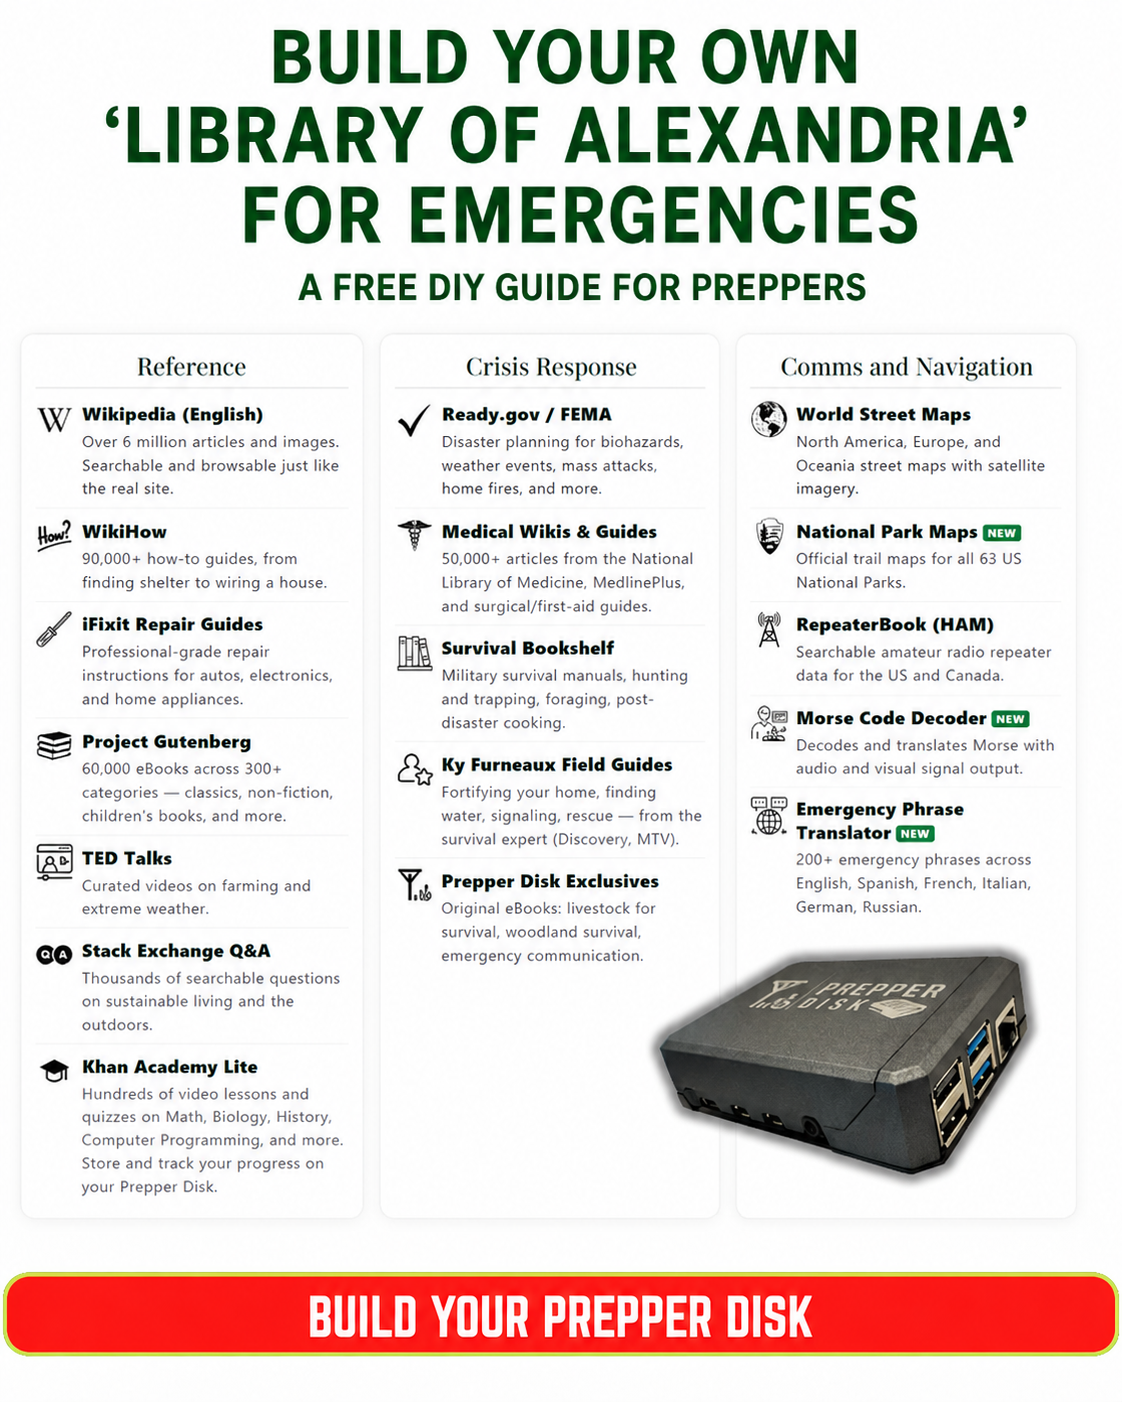 BUILD YOUR OWN
‘LIBRARY OF ALEXANDRIA’
FOR EMERGENCIES
A FREE DIY GUIDE FOR PREPPERS
Reference
W
Wikipedia (English)
Over 6 million articles and images.
Searchable and browsable just like
the real site.
How?
WikiHow
90,000+ how-to guides, from
finding shelter to wiring a house.
iFixit Repair Guides
Professional-grade repair
instructions for autos, electronics,
and home appliances.
Project Gutenberg
60,000 eBooks across 300+
categories — classics, non-fiction,
children's books, and more.
TED Talks
Curated videos on farming and
extreme weather.
Q A
Stack Exchange Q&A
Thousands of searchable questions
on sustainable living and the
outdoors.
Khan Academy Lite
Hundreds of video lessons and
quizzes on Math, Biology, History,
Computer Programming, and more.
Store and track your progress on
your Prepper Disk.
Crisis Response
Ready.gov / FEMA
Disaster planning for biohazards,
weather events, mass attacks,
home fires, and more.
Medical Wikis & Guides
50,000+ articles from the National
Library of Medicine, MedlinePlus,
and surgical/first-aid guides.
Survival Bookshelf
Military survival manuals, hunting
and trapping, foraging, post-
disaster cooking.
Ky Furneaux Field Guides
Fortifying your home, finding
water, signaling, rescue — from the
survival expert (Discovery, MTV).
Prepper Disk Exclusives
Original eBooks: livestock for
survival, woodland survival,
emergency communication.
Comms and Navigation
World Street Maps
North America, Europe, and
Oceania street maps with satellite
imagery.
National Park Maps NEW
Official trail maps for all 63 US
National Parks.
RepeaterBook (HAM)
Searchable amateur radio repeater
data for the US and Canada.
Morse Code Decoder NEW
Decodes and translates Morse with
audio and visual signal output.
Emergency Phrase
Translator NEW
200+ emergency phrases across
English, Spanish, French, Italian,
German, Russian.
PREPPER
DISK
BUILD YOUR PREPPER DISK